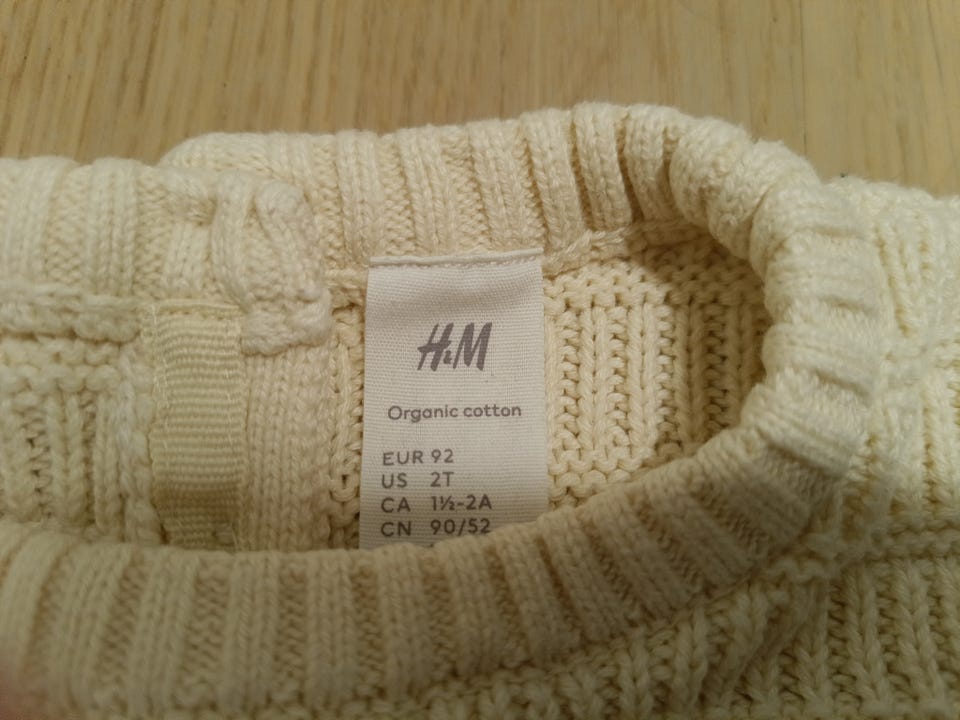 H&M
Organic cotton
EUR 92
US 2T
CA 1½-2A
CN 90/52